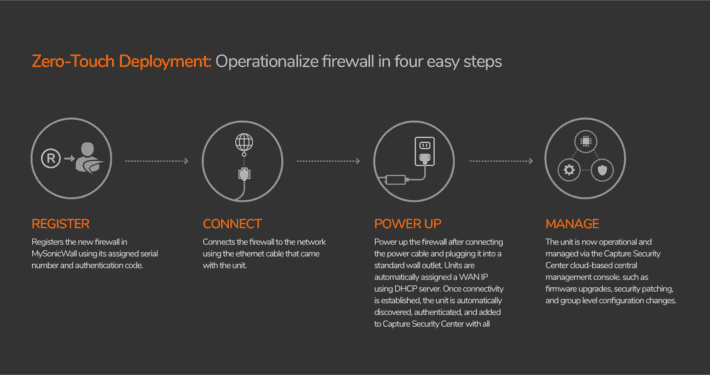 Zero-Touch Deployment: Operationalize firewall in four easy steps
R
REGISTER
Registers the new firewall in
MySonicWall using its assigned serial
number and authentication code.
CONNECT
Connects the firewall to the network
using the ethernet cable that came
with the unit.
POWER UP
Power up the firewall after connecting
the power cable and plugging it into a
standard wall outlet. Units are
automatically assigned a WAN IP
using DHCP server. Once connectivity
is established, the unit is automatically
discovered, authenticated, and added
to Capture Security Center with all
MANAGE
The unit is now operational and
managed via the Capture Security
Center cloud-based central
management console. such as
firmware upgrades, security patching,
and group level configuration changes.